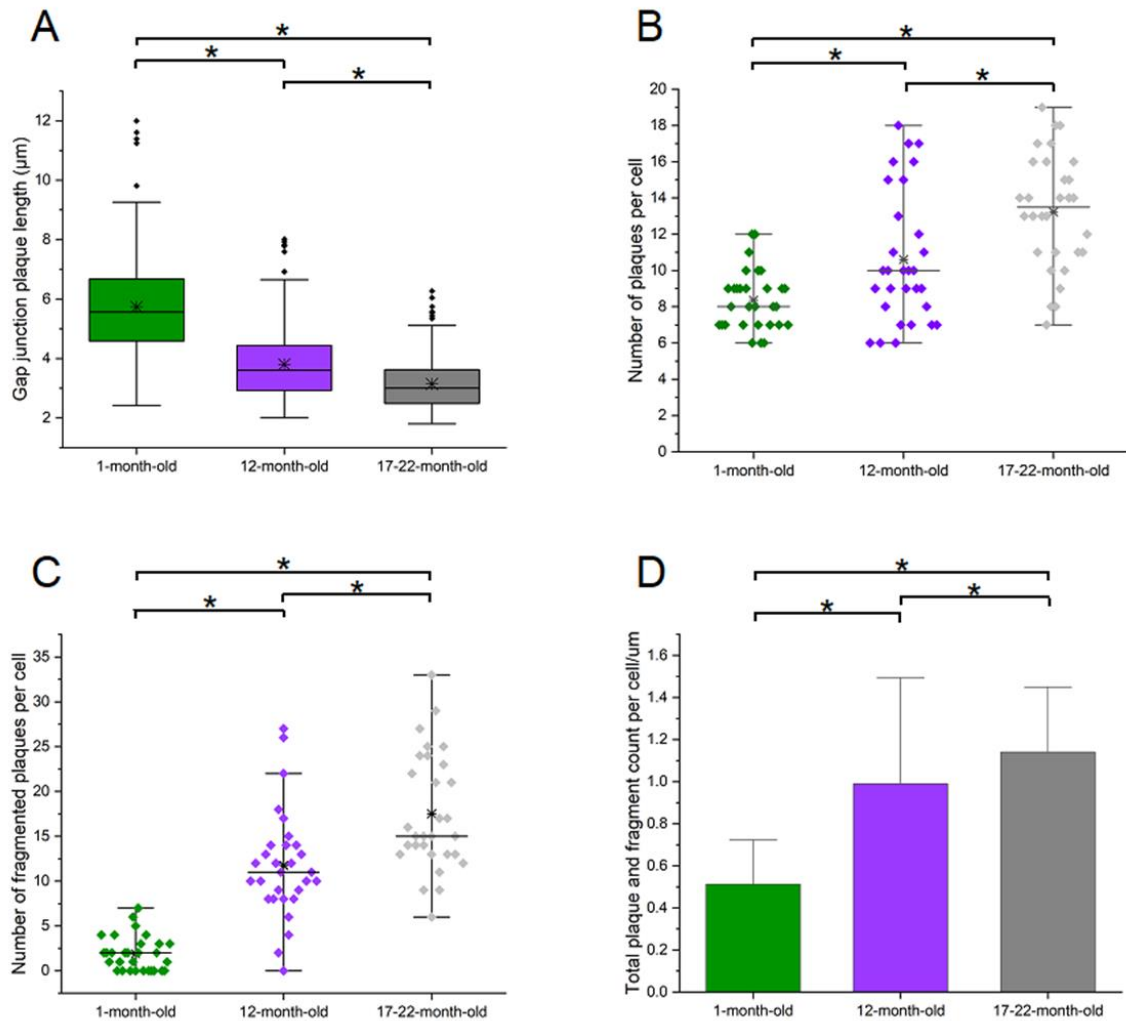 A
*
*
*
Gap junction plaque length (μm)
12
10
8
6
4
2
1-month-old
12-month-old
17-22-month-old
B
*
*
*
Number of plaques per cell
20
18
16
14
12
10
8
6
4
2
0
1-month-old
12-month-old
17-22-month-old
C
*
*
*
Number of fragmented plaques per cell
35
30
25
20
15
10
5
0
1-month-old
12-month-old
17-22-month-old
D
*
*
*
Total plaque and fragment count per cell/um
1.6
1.4
1.2
1.0
0.8
0.6
0.4
0.2
0.0
1-month-old
12-month-old
17-22-month-old